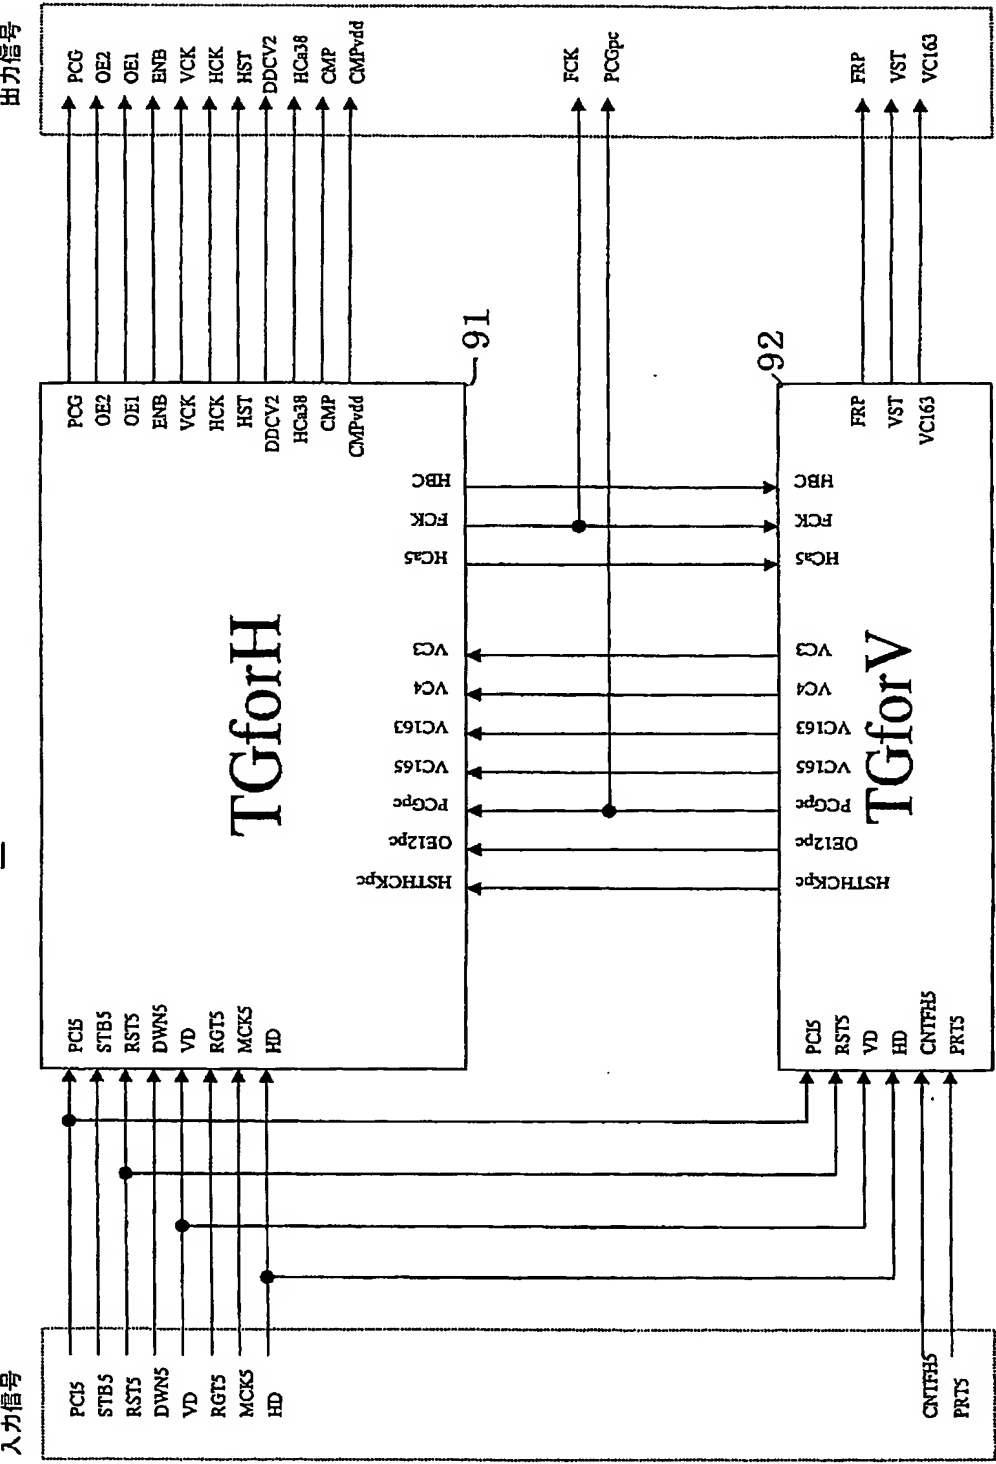 出力信号
PCG
OE2
OE1
ENB
VCK
HCK
HST
DDCV2
HCa38
CMP
CMPvdd
FCK
PCGpc
FRP
VST
VC163
PCG
OE2
OE1
ENB
VCK
HCK
HST
DDCV2
HCa38
CMP
CMPvdd
91
92
FRP
VST
VC163
HBC
FCK
HCa5
VC3
VC4
VC163
VC165
PCGpc
OE12pc
HSTHCKpc
HBC
FCK
HCa5
VC3
VC4
VC163
VC165
PCGpc
OE12pc
HSTHCKpc
TGforH
TGforV
PCI5
STB5
RST5
DWN5
VD
RGT5
MCK5
HD
PCI5
RST5
VD
HD
CNTFH5
PRT5
入力信号
PCI5
STB5
RST5
DWN5
VD
RGT5
MCK5
HD
CNTFH5
PRT5